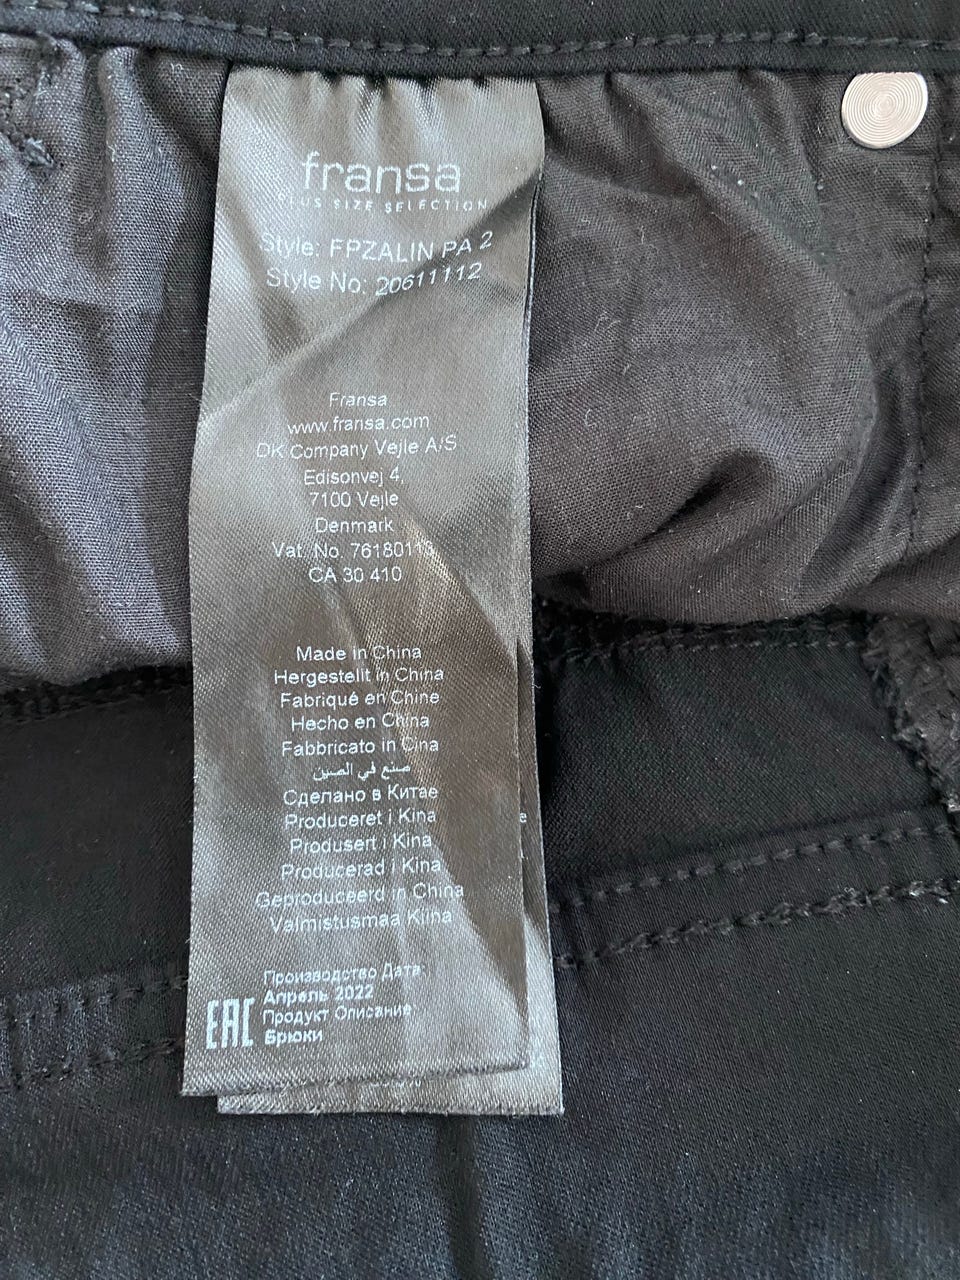 fransa
PLUS SIZE SELECTION
Style: FPZALIN PA 2
Style No: 20611112
Fransa
www.fransa.com
DK Company Vejle A/S
Edisonvej 4,
7100 Vejle
Denmark
Vat. No. 76180113
CA 30 410
Made in China
Hergestellt in China
Fabriqué en Chine
Hecho en China
Fabbricato in Cina
صنع في الصين
Сделано в Китае
Produceret i Kina
Produsert i Kina
Producerad i Kina
Geproduceerd in China
Valmistusmaa Kiina
Производство Дата
Апрель 2022
Продукт Описание
Брюки
EAC